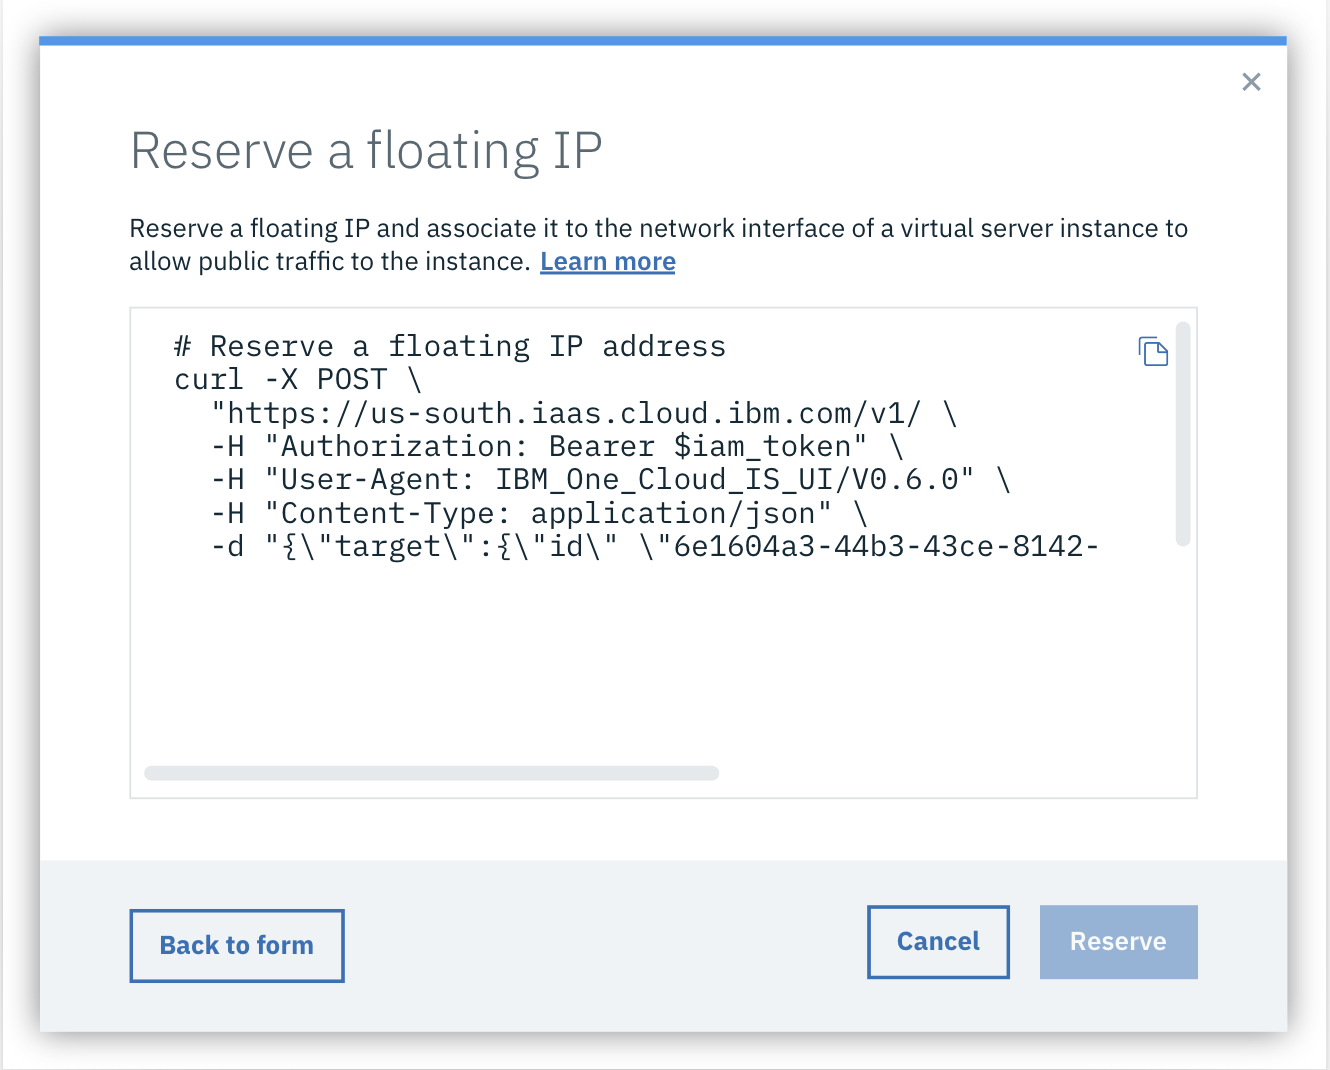 Reserve a floating IP
Reserve a floating IP and associate it to the network interface of a virtual server instance to
allow public traffic to the instance. Learn more
# Reserve a floating IP address
curl -X POST \
"https://us-south.iaas.cloud.ibm.com/v1/ \
-H "Authorization: Bearer $iam_token" \
-H "User-Agent: IBM_One_Cloud_IS_UI/V0.6.0" \
-H "Content-Type: application/json" \
-d "{\"target\":{\"id\" \"6e1604a3-44b3-43ce-8142-
Back to form
Cancel
Reserve